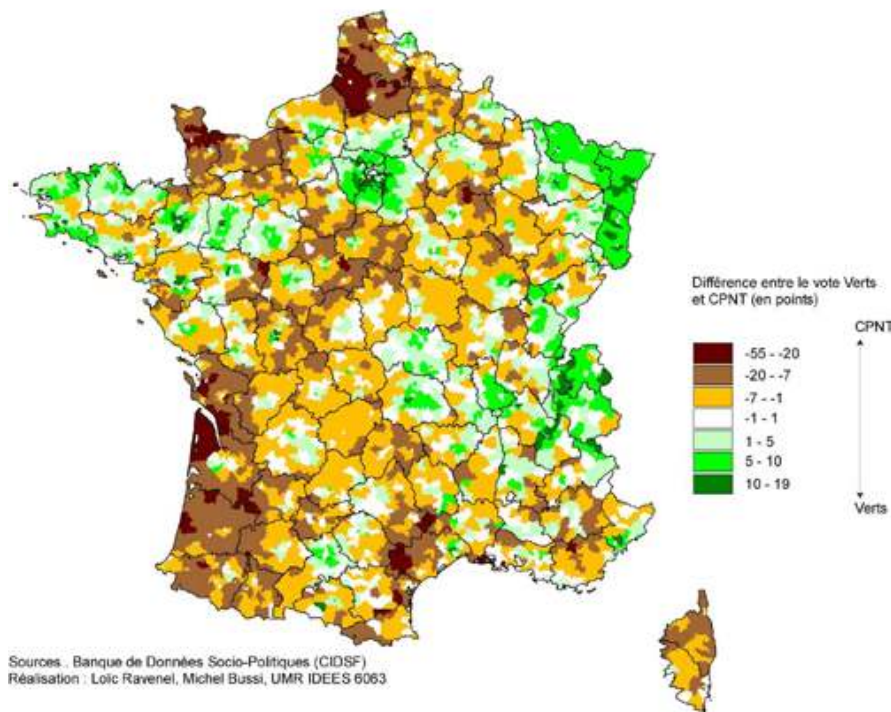 Différence entre le vote Verts
et CPNT (en points)
CPNT
-55 - -20
-20 - -7
-7 - -1
-1 - 1
1 - 5
5 - 10
10 - 19
Verts
Sources . Banque de Données Socio-Politiques (CIDSF)
Réalisation : Loïc Ravenel, Michel Bussi, UMR IDEES 6063